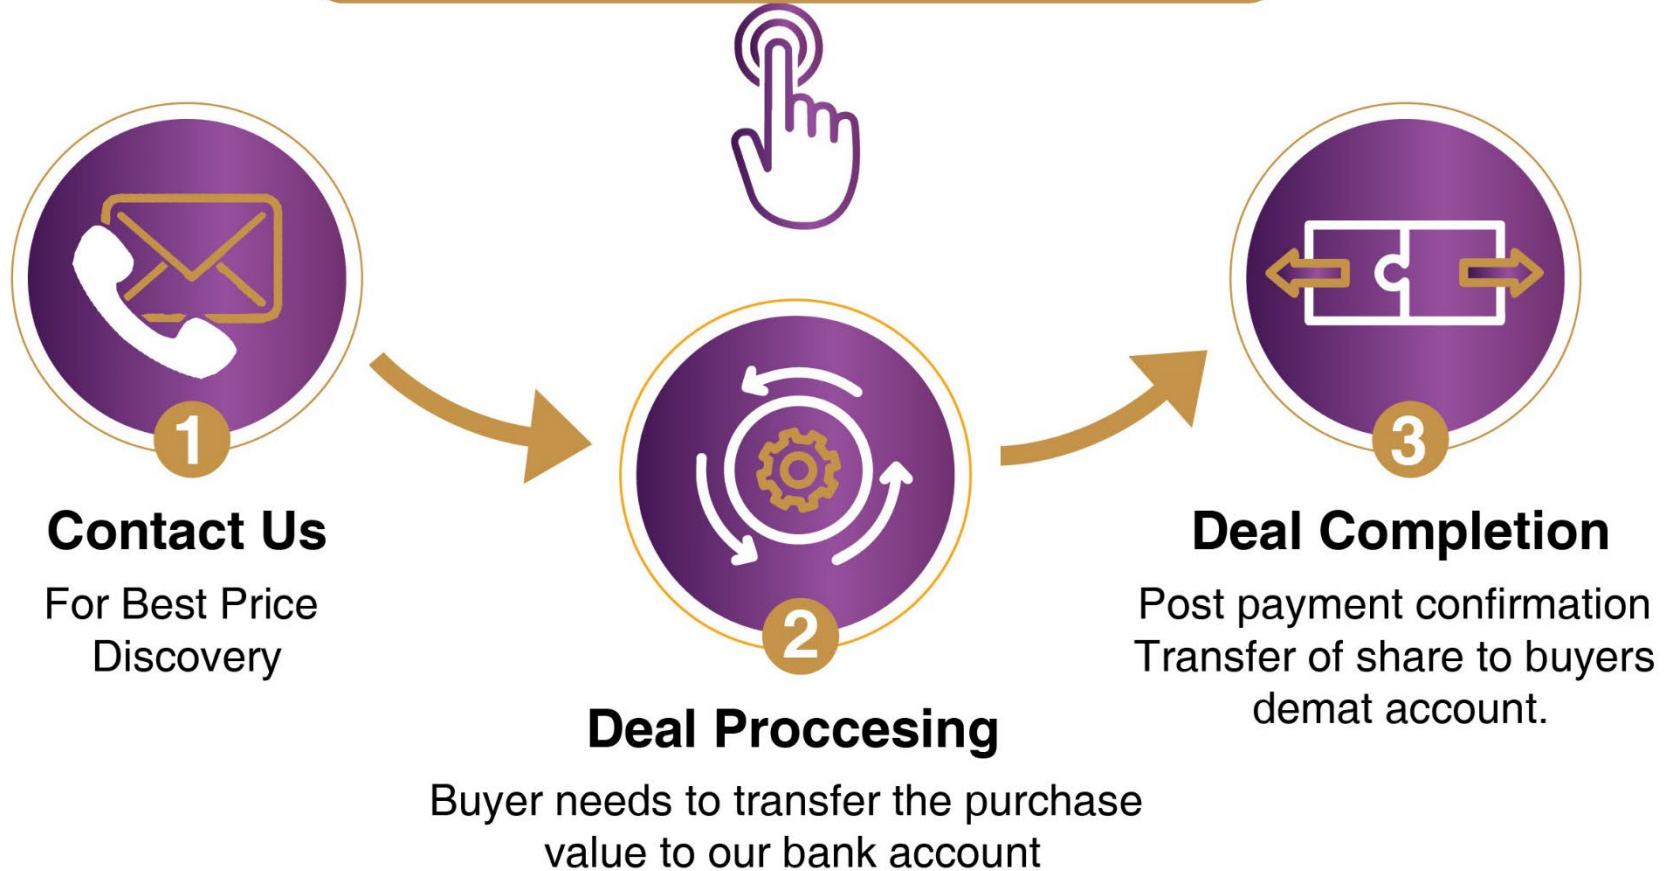 1
Contact Us
For Best Price
Discovery
2
Deal Proccesing
Buyer needs to transfer the purchase
value to our bank account
3
Deal Completion
Post payment confirmation
Transfer of share to buyers
demat account.